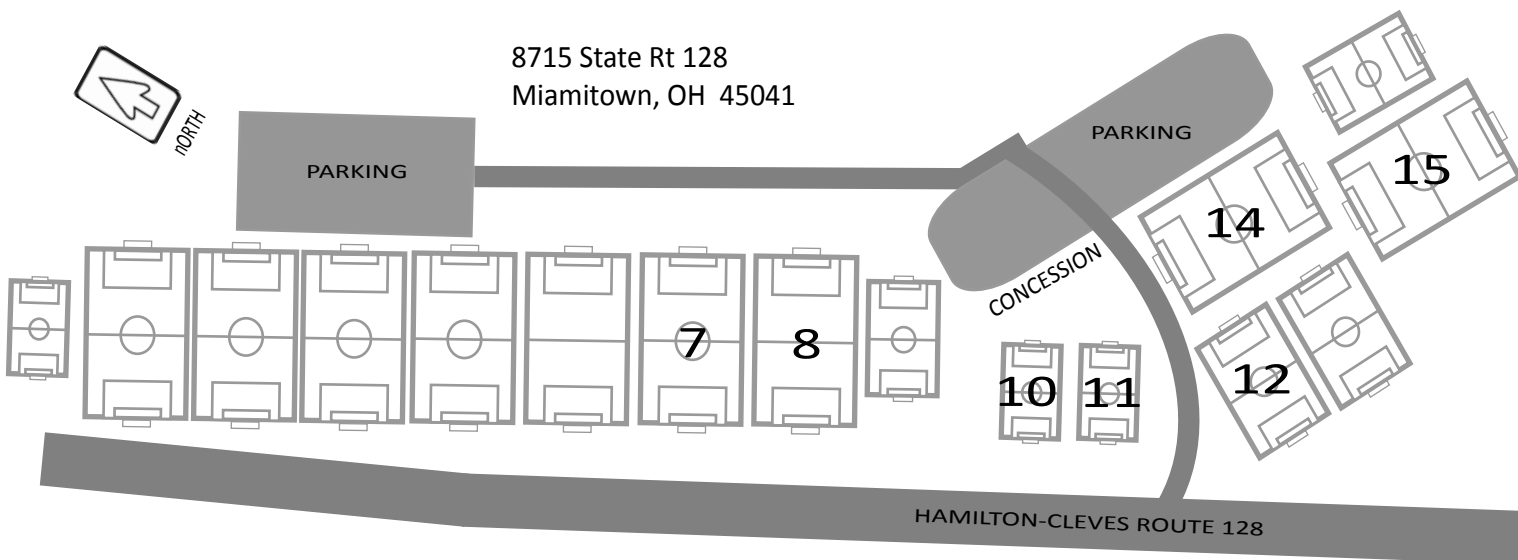 8715 State Rt 128
Miamitown, OH 45041
nORTH
PARKING
PARKING
CONCESSION
7
8
10
11
12
14
15
HAMILTON-CLEVES ROUTE 128